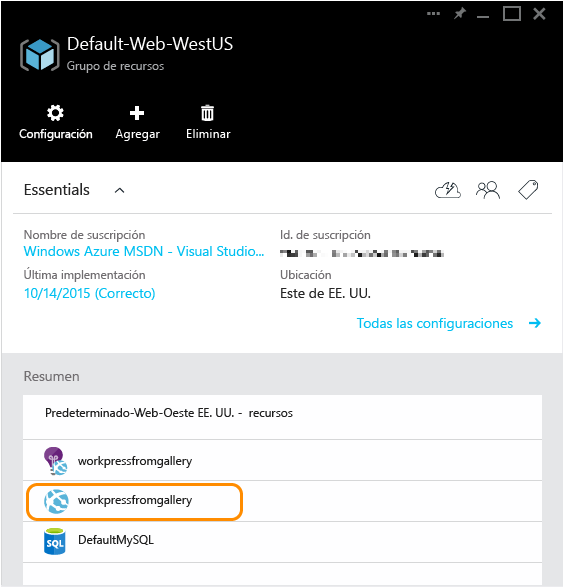 Default-Web-WestUS
Grupo de recursos
Configuración Agregar Eliminar
Essentials
Nombre de suscripción Id. de suscripción
Windows Azure MSDN - Visual Studio...
Última implementación Ubicación
10/14/2015 (Correcto) Este de EE. UU.
Todas las configuraciones
Resumen
Predeterminado-Web-Oeste EE. UU. - recursos
workpressfromgallery
workpressfromgallery
SQL DefaultMySQL